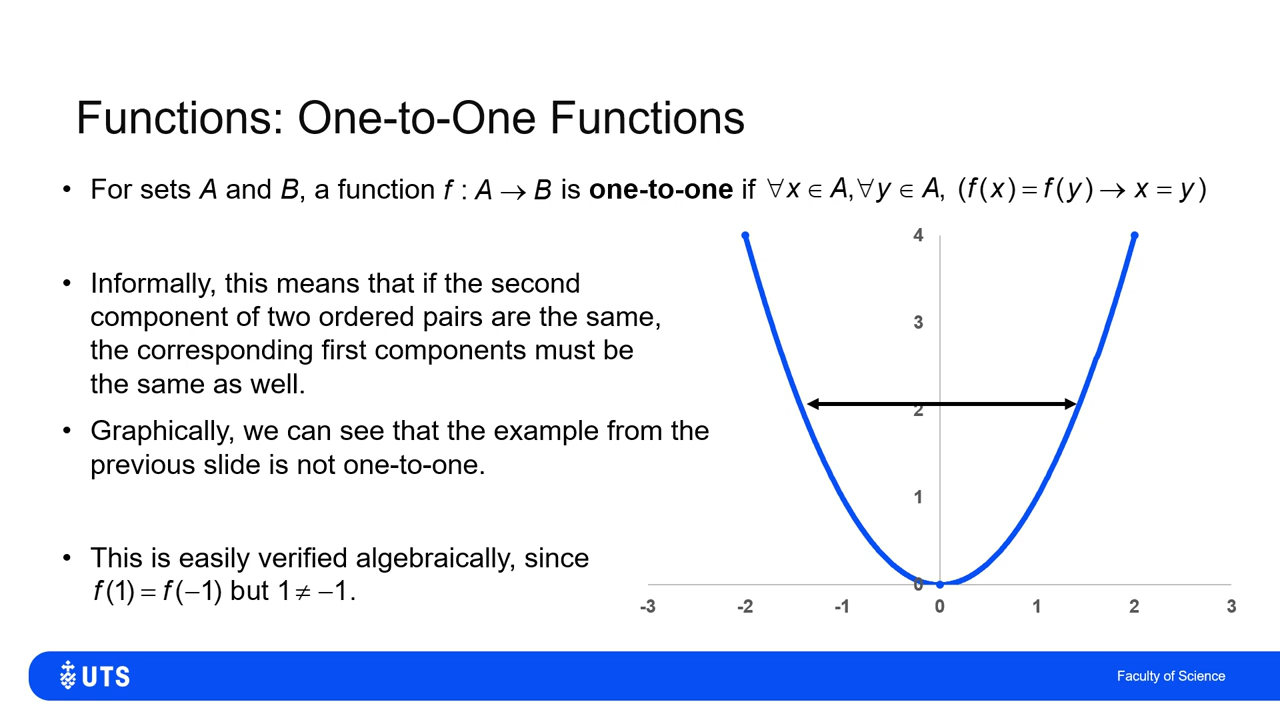 Functions: One-to-One Functions
• For sets A and B, a function f : A → B is one-to-one if ∀x ∈ A, ∀y ∈ A, (f(x) = f(y) → x = y)
• Informally, this means that if the second
component of two ordered pairs are the same,
the corresponding first components must be
the same as well.
• Graphically, we can see that the example from the
previous slide is not one-to-one.
• This is easily verified algebraically, since
f(1) = f(−1) but 1 ≠ −1.
4
3
2
1
0
-3 -2 -1 0 1 2 3
UTS
Faculty of Science